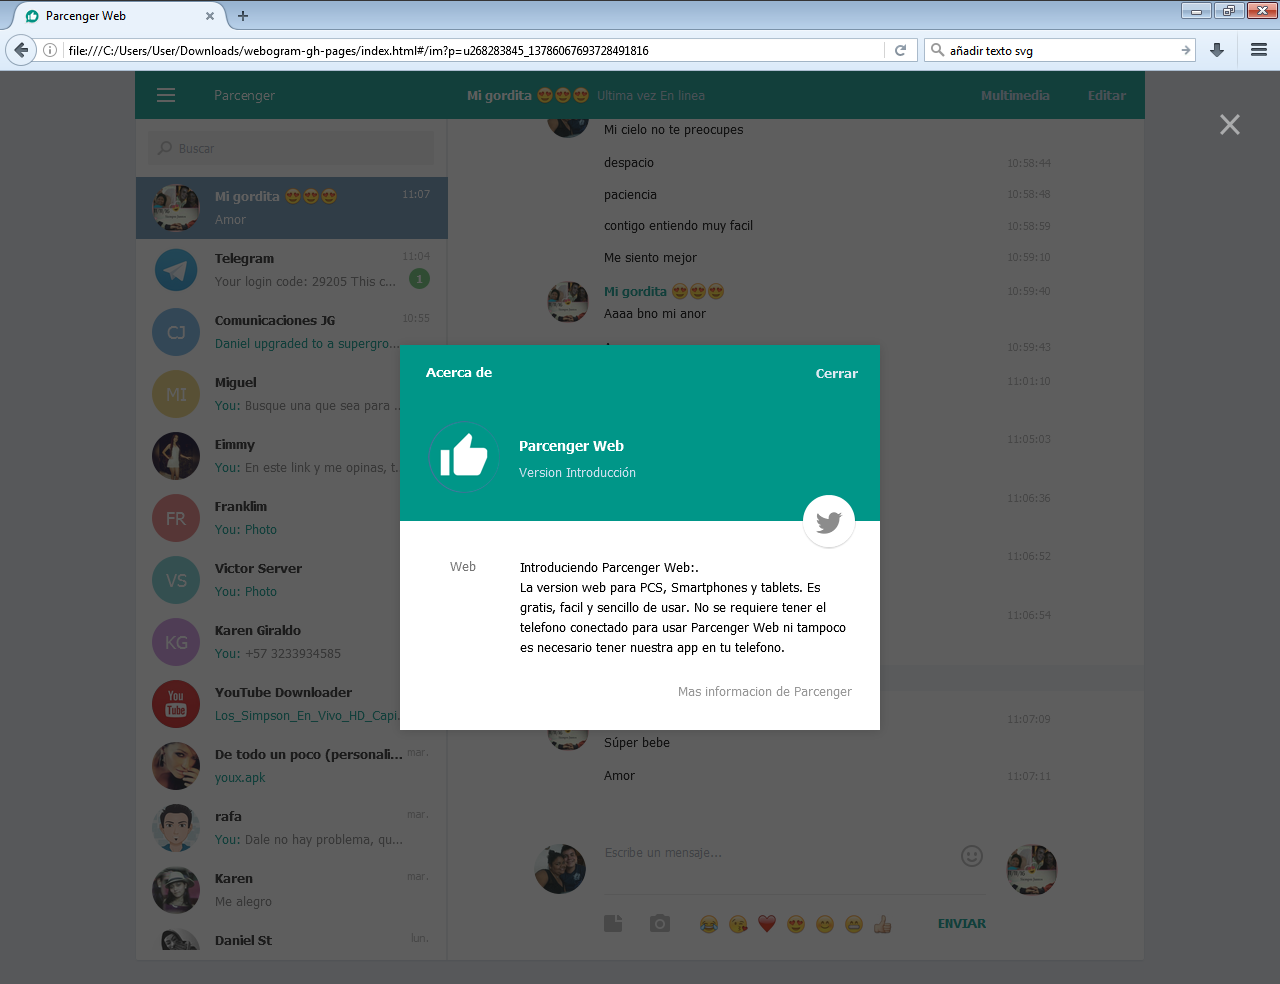 Parcenger Web
file:///C:/Users/User/Downloads/webogram-gh-pages/index.html#/im?p=u268283845_13786067693728491816
añadir texto svg
Parcenger
Mi gordita 😍😍😍 Ultima vez En linea
Multimedia
Editar
Buscar
Mi gordita 😍😍😍 11:07
Amor
Telegram 11:04
Your login code: 29205 This c... 1
CJ
Comunicaciones JG 10:55
Daniel upgraded to a supergro...
MI
Miguel
You: Busque una que sea para ...
Eimmy
You: En este link y me opinas, t...
FR
Franklim
You: Photo
VS
Victor Server
You: Photo
KG
Karen Giraldo
You: +57 3233934585
You Tube
YouTube Downloader
Los_Simpson_En_Vivo_HD_Capi...
De todo un poco (personali... mar.
youx.apk
rafa mar.
You: Dale no hay problema, qu...
Karen mar.
Me alegro
Daniel St lun.
Mi cielo no te preocupes
despacio 10:58:44
paciencia 10:58:48
contigo entiendo muy facil 10:58:59
Me siento mejor 10:59:10
Mi gordita 😍😍😍 10:59:40
Aaaa bno mi anor
10:59:43
11:01:10
11:05:03
11:06:36
11:06:52
11:06:54
Acerca de
Cerrar
Parcenger Web
Version Introducción
Web
Introduciendo Parcenger Web:.
La version web para PCS, Smartphones y tablets. Es
gratis, facil y sencillo de usar. No se requiere tener el
telefono conectado para usar Parcenger Web ni tampoco
es necesario tener nuestra app en tu telefono.
Mas informacion de Parcenger
11:07:09
Súper bebe
Amor 11:07:11
Escribe un mensaje...
ENVIAR